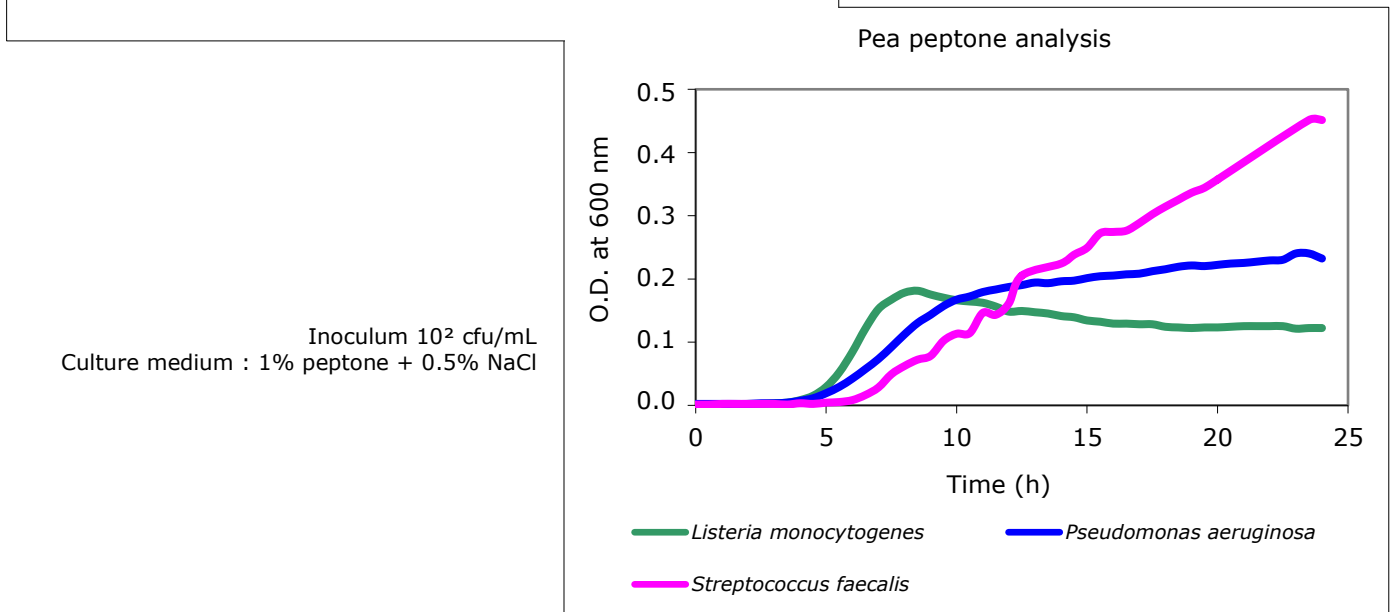 Inoculum 10² cfu/mL
Culture medium : 1% peptone + 0.5% NaCl
Pea peptone analysis
O.D. at 600 nm
0.5
0.4
0.3
0.2
0.1
0.0
0 5 10 15 20 25
Time (h)
Listeria monocytogenes Pseudomonas aeruginosa
Streptococcus faecalis